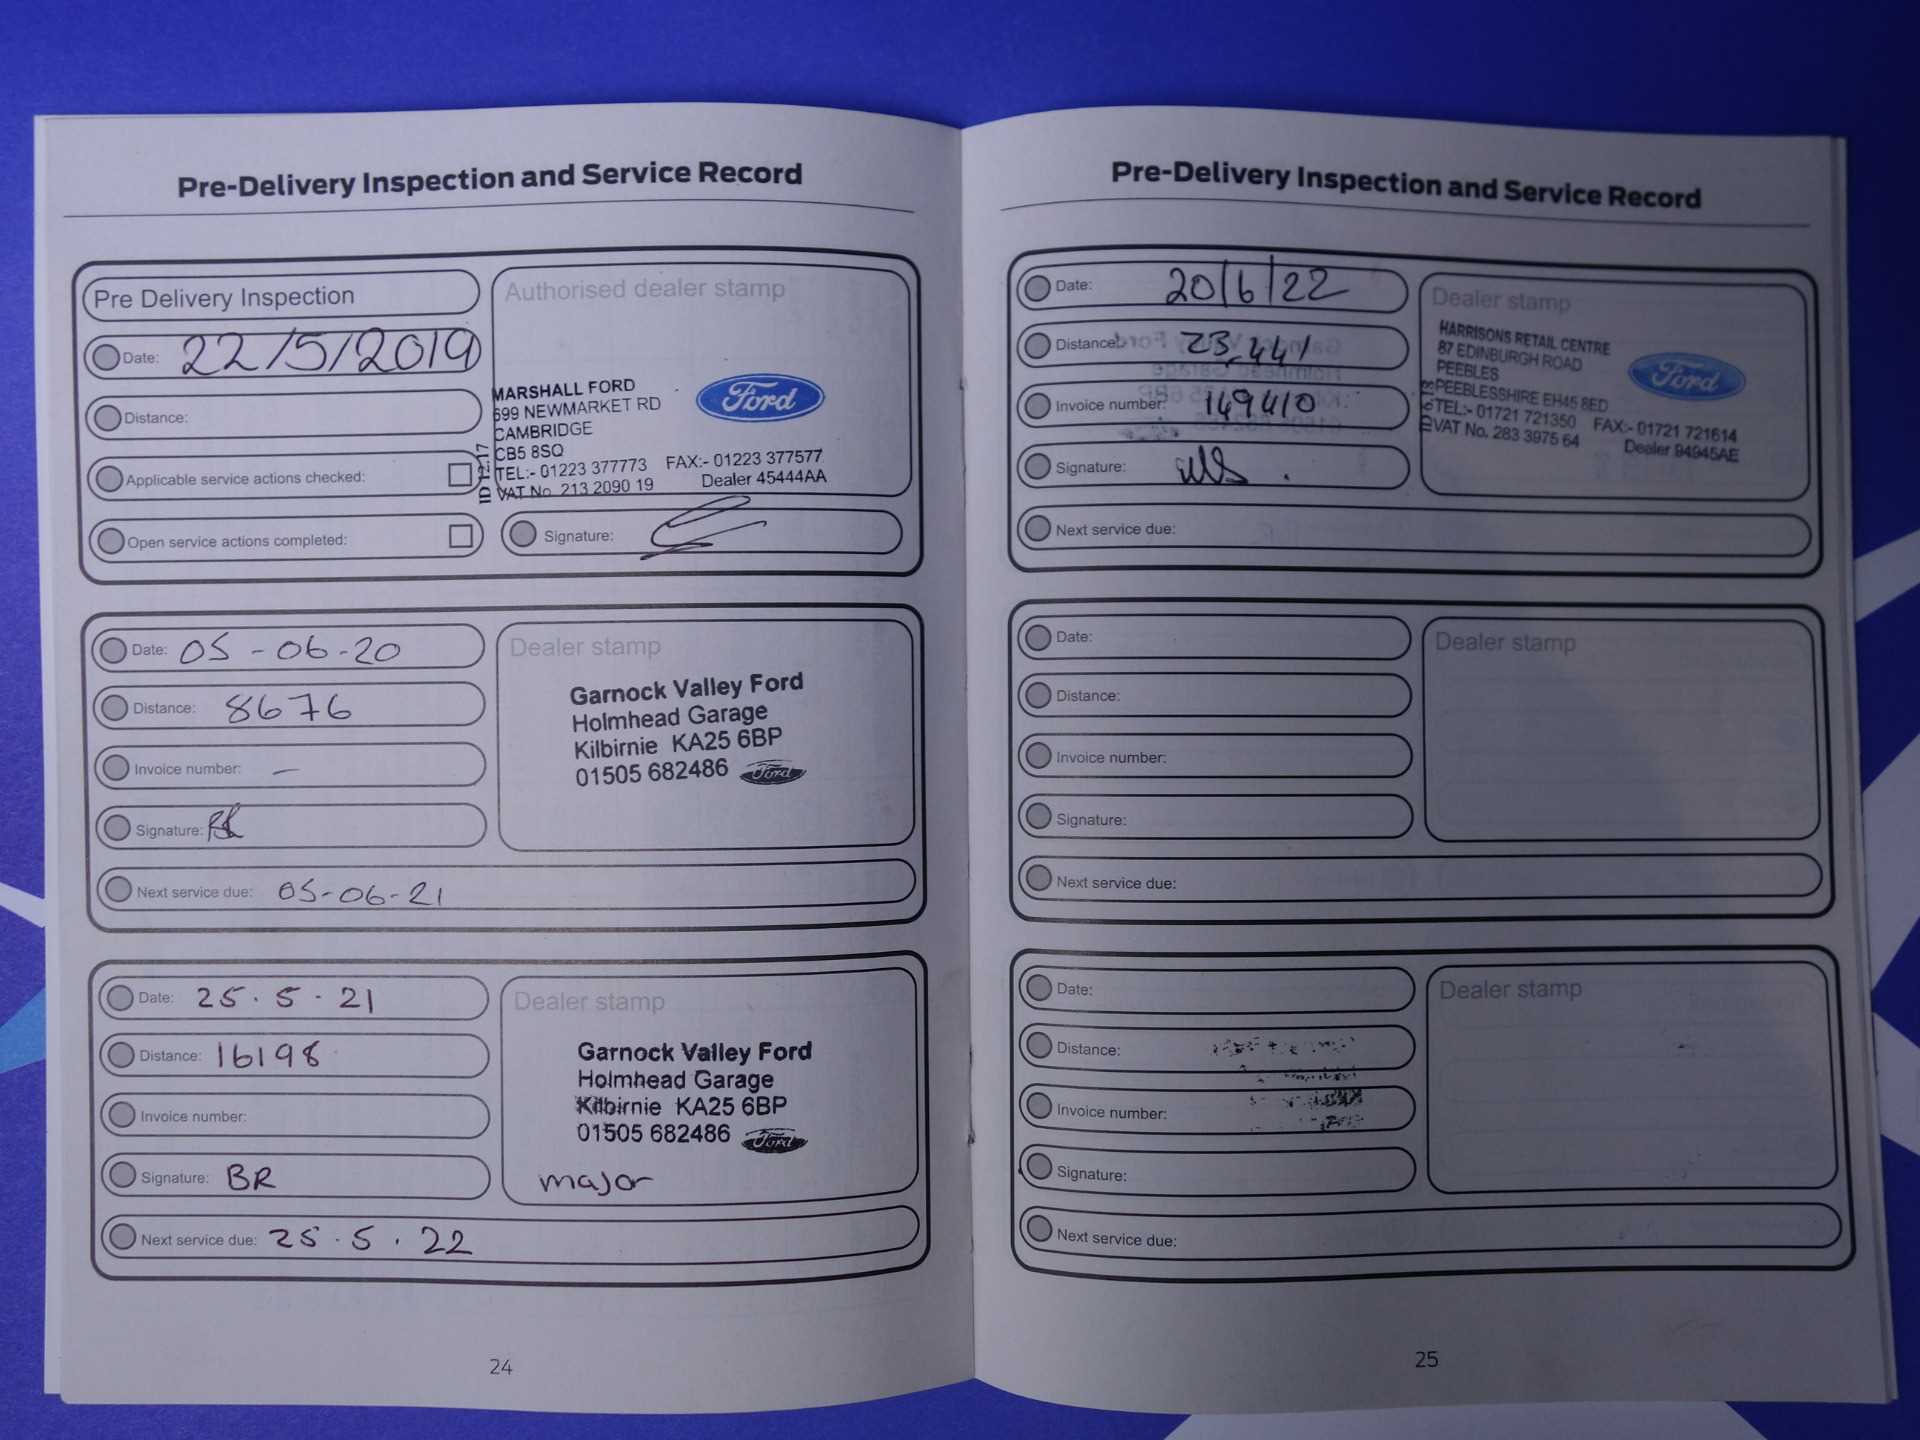 Pre-Delivery Inspection and Service Record
Pre Delivery Inspection
Date: 22/5/2019
Distance:
Applicable service actions checked:
Open service actions completed:
Authorised dealer stamp
MARSHALL FORD
699 NEWMARKET RD
CAMBRIDGE
CB5 8SQ
TEL:- 01223 377773 FAX:- 01223 377577
VAT No. 213 2090 19 Dealer 45444AA
Ford
Signature:
Date: 05-06-20
Distance: 8676
Invoice number: —
Signature:
Next service due: 05-06-21
Dealer stamp
Garnock Valley Ford
Holmhead Garage
Kilbirnie KA25 6BP
01505 682486 Ford
Date: 25.5.21
Distance: 16198
Invoice number:
Signature: BR
Next service due: 25.5.22
Dealer stamp
Garnock Valley Ford
Holmhead Garage
Kilbirnie KA25 6BP
01505 682486 Ford
major
24
Pre-Delivery Inspection and Service Record
Date: 20/6/22
Distance: 23,441
Invoice number: 149410
Signature:
Next service due:
Dealer stamp
HARRISONS RETAIL CENTRE
87 EDINBURGH ROAD
PEEBLES
PEEBLESSHIRE EH45 8ED
TEL:- 01721 721350 FAX:- 01721 721614
VAT No. 283 3975 64 Dealer 94945AE
Ford
Date:
Distance:
Invoice number:
Signature:
Next service due:
Dealer stamp
Date:
Distance:
Invoice number:
Signature:
Next service due:
Dealer stamp
25